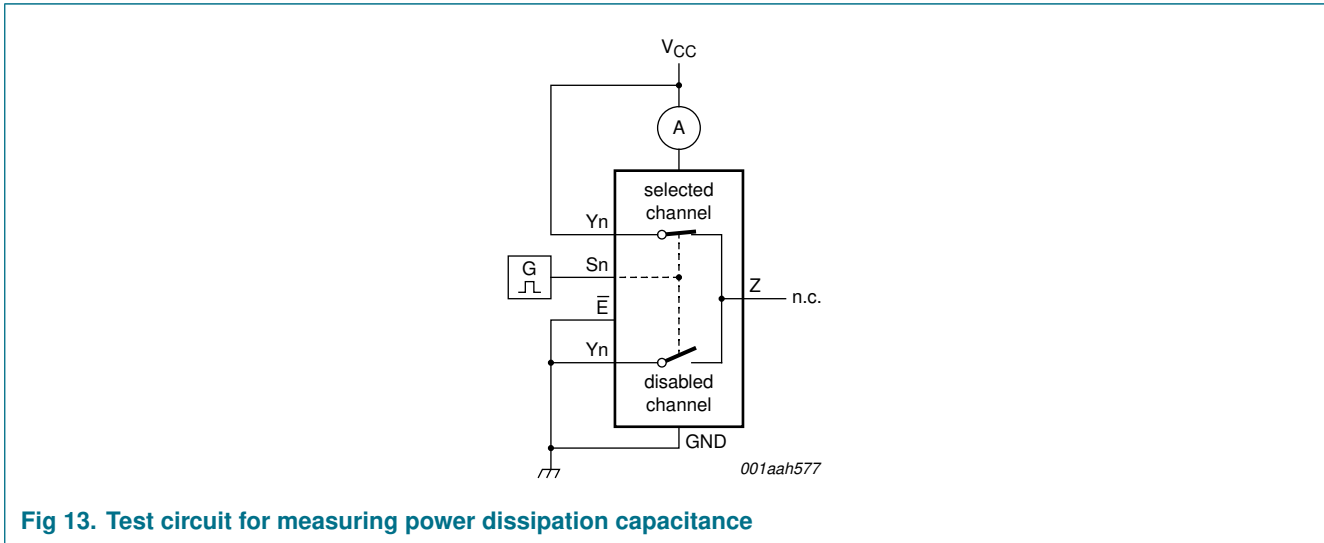 VCC
A
selected
channel
Yn
G
Sn
Z
n.c.
E̅
Yn
disabled
channel
GND
001aah577
Fig 13. Test circuit for measuring power dissipation capacitance